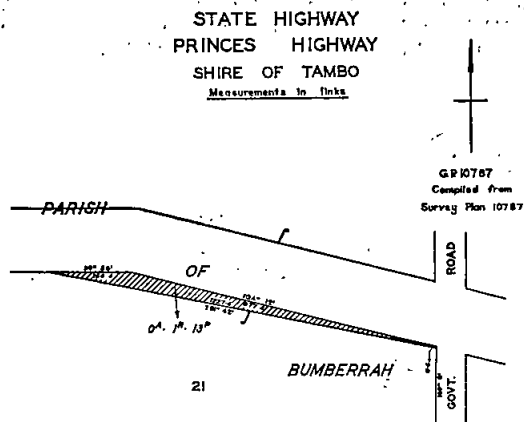 STATE HIGHWAY
PRINCES HIGHWAY
SHIRE OF TAMBO
Measurements in links
G.P. 10787
Compiled from
Survey Plan 10787
PARISH
ROAD
OF
0ᴬ· 1ᴿ· 13ᴾ
BUMBERRAH
21
GOVT.